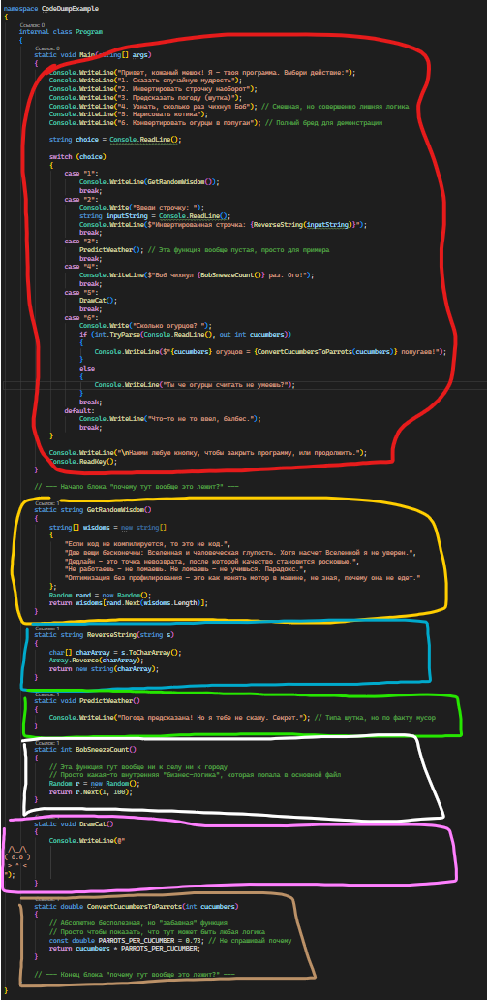 namespace CodeDumpExample
{
Ссылок: 0
internal class Program
{
Ссылок: 0
static void Main(string[] args)
{
Console.WriteLine("Привет, кожаный мешок! Я - твоя программа. Выбери действие:");
Console.WriteLine("1. Сказать случайную мудрость");
Console.WriteLine("2. Инвертировать строчку наоборот");
Console.WriteLine("3. Предсказать погоду (шутка)");
Console.WriteLine("4. Узнать, сколько раз чихнул Боб"); // Смешная, но совершенно лишняя логика
Console.WriteLine("5. Нарисовать котика");
Console.WriteLine("6. Конвертировать огурцы в попугаи"); // Полный бред для демонстрации
string choice = Console.ReadLine();
switch (choice)
{
case "1":
Console.WriteLine(GetRandomWisdom());
break;
case "2":
Console.Write("Введи строчку: ");
string inputString = Console.ReadLine();
Console.WriteLine($"Инвертированная строчка: {ReverseString(inputString)}");
break;
case "3":
PredictWeather(); // Эта функция вообще пустая, просто для примера
break;
case "4":
Console.WriteLine($"Боб чихнул {BobSneezeCount()} раз. Ого!");
break;
case "5":
DrawCat();
break;
case "6":
Console.Write("Сколько огурцов? ");
if (int.TryParse(Console.ReadLine(), out int cucumbers))
{
Console.WriteLine($"{cucumbers} огурцов = {ConvertCucumbersToParrots(cucumbers)} попугаев!");
}
else
{
Console.WriteLine("Ты че огурцы считать не умеешь?");
}
break;
default:
Console.WriteLine("Что-то не то ввел, балбес.");
break;
}
Console.WriteLine("\nНажми любую кнопку, чтобы закрыть программу, или продолжить.");
Console.ReadKey();
}
// --- Начало блока "почему тут вообще это лежит?" ---
Ссылок: 1
static string GetRandomWisdom()
{
string[] wisdoms = new string[]
{
"Если код не компилируется, то это не код.",
"Две вещи бесконечны: Вселенная и человеческая глупость. Хотя насчет Вселенной я не уверен.",
"Дедлайн - это точка невозврата, после которой качество становится роскошью.",
"Не работаешь - не ломаешь. Не ломаешь - не учишься. Парадокс.",
"Оптимизация без профилирования - это как менять мотор в машине, не зная, почему она не едет."
};
Random rand = new Random();
return wisdoms[rand.Next(wisdoms.Length)];
}
Ссылок: 1
static string ReverseString(string s)
{
char[] charArray = s.ToCharArray();
Array.Reverse(charArray);
return new string(charArray);
}
Ссылок: 1
static void PredictWeather()
{
Console.WriteLine("Погода предсказана! Но я тебе не скажу. Секрет."); // Типа шутка, но по факту мусор
}
Ссылок: 1
static int BobSneezeCount()
{
// Эта функция тут вообще ни к селу ни к городу
// Просто какая-то внутренняя "бизнес-логика", которая попала в основной файл
Random r = new Random();
return r.Next(1, 100);
}
Ссылок: 1
static void DrawCat()
{
Console.WriteLine(@"
/\_/\
( o.o )
> ^ <
");
}
Ссылок: 1
static double ConvertCucumbersToParrots(int cucumbers)
{
// Абсолютно бесполезная, но "забавная" функция
// Просто чтобы показать, что тут может быть любая логика
const double PARROTS_PER_CUCUMBER = 0.73; // Не спрашивай почему
return cucumbers * PARROTS_PER_CUCUMBER;
}
// --- Конец блока "почему тут вообще это лежит?" ---
}
}